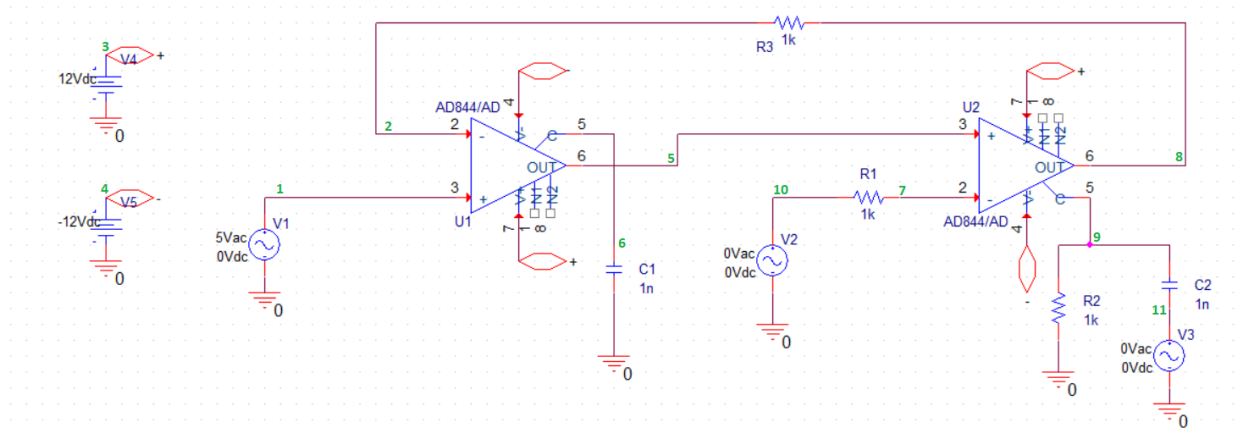 R3
1k
3
V4
+
12Vdc
-
0
4
V5
-
-12Vdc
-
0
AD844/AD
2
2
-
4
V-
-
C
5
OUT
6
5
1
3
+
U1
V+
N1
N2
7
1
8
+
V1
5Vac
0Vdc
0
6
C1
1n
0
U2
7
1
8
+
V+
N1
N2
3
+
OUT
6
8
10
R1
1k
7
2
-
V-
C
5
AD844/AD
4
-
V2
0Vac
0Vdc
0
9
R2
1k
0
C2
1n
11
V3
0Vac
0Vdc
0